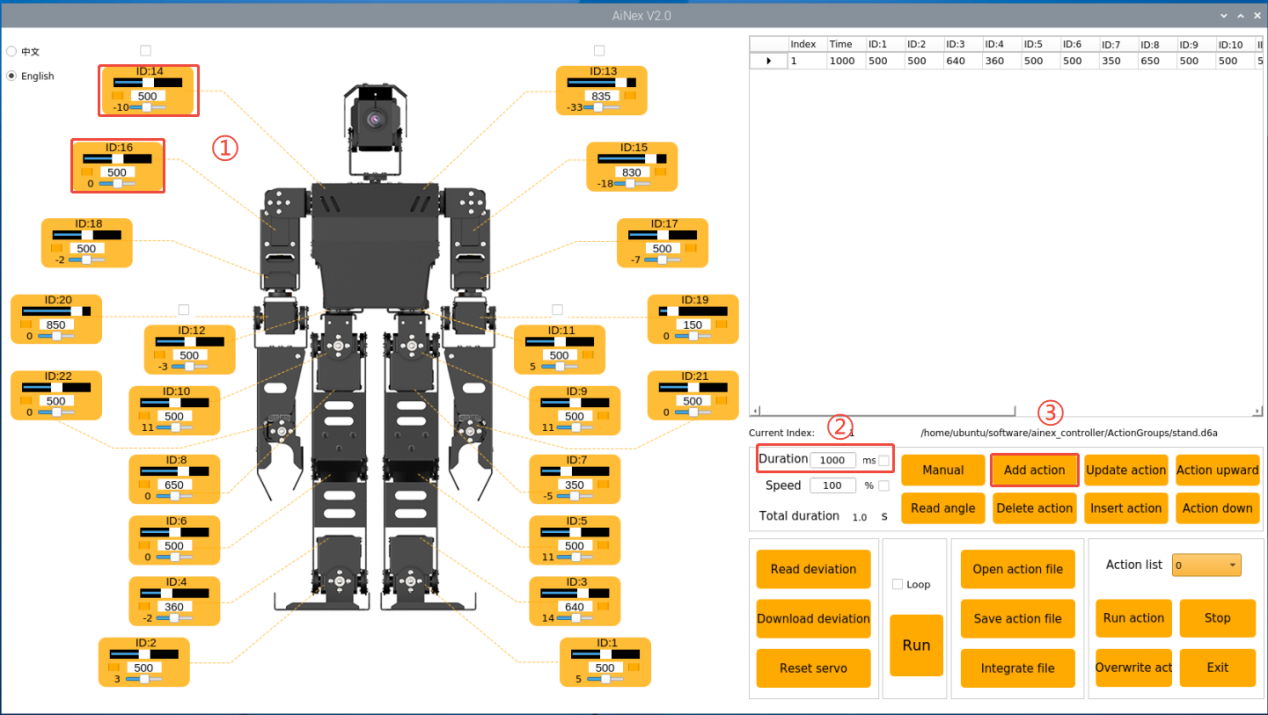 AiNex V2.0
中文
English
ID:14
500
-10
ID:13
835
-33
ID:16
500
0
①
ID:15
830
-18
ID:18
500
-2
ID:17
500
-7
ID:20
850
0
ID:19
150
0
ID:12
500
-3
ID:11
500
5
ID:22
500
0
ID:10
500
11
ID:9
500
11
ID:21
500
0
ID:8
650
0
ID:7
350
-5
ID:6
500
0
ID:5
500
11
ID:4
360
-2
ID:3
640
14
ID:2
500
3
ID:1
500
5
Index Time ID:1 ID:2 ID:3 ID:4 ID:5 ID:6 ID:7 ID:8 ID:9 ID:10
1 1000 500 500 640 360 500 500 350 650 500 500 5
Current Index: 1 /home/ubuntu/software/ainex_controller/ActionGroups/stand.d6a
② ③
Duration 1000 ms
Manual Add action Update action Action upward
Speed 100 %
Read angle Delete action Insert action Action down
Total duration 1.0 s
Read deviation
Download deviation
Reset servo
Loop
Run
Open action file
Save action file
Integrate file
Action list 0
Run action Stop
Overwrite act Exit